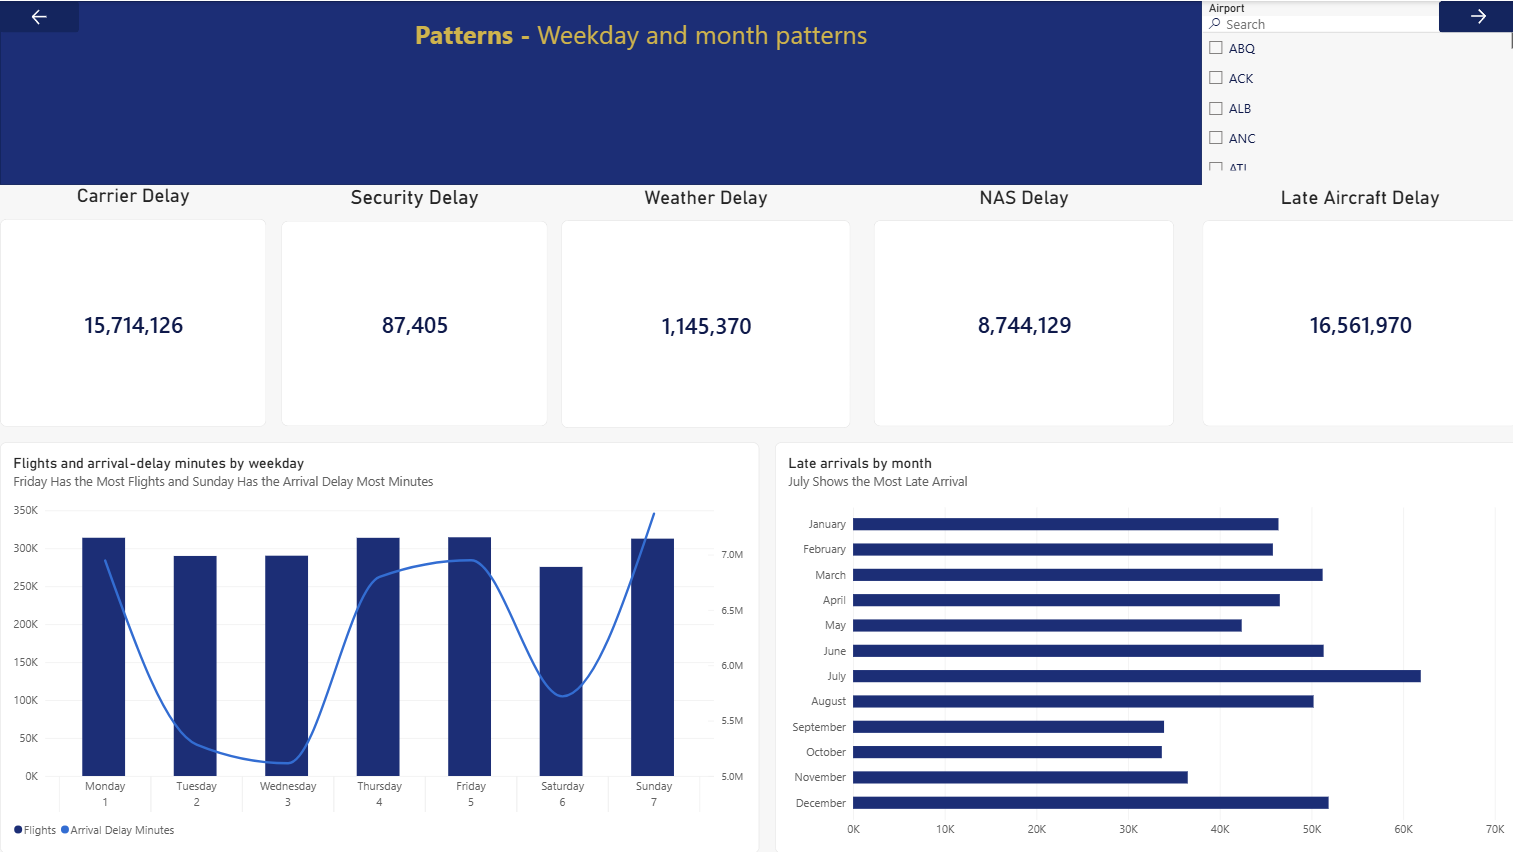 Patterns - Weekday and month patterns
Airport
Search
ABQ
ACK
ALB
ANC
ATL
Carrier Delay
Security Delay
Weather Delay
NAS Delay
Late Aircraft Delay
15,714,126
87,405
1,145,370
8,744,129
16,561,970
Flights and arrival-delay minutes by weekday
Friday Has the Most Flights and Sunday Has the Arrival Delay Most Minutes
350K
300K
250K
200K
150K
100K
50K
0K
7.0M
6.5M
6.0M
5.5M
5.0M
Monday
1
Tuesday
2
Wednesday
3
Thursday
4
Friday
5
Saturday
6
Sunday
7
Flights
Arrival Delay Minutes
Late arrivals by month
July Shows the Most Late Arrival
January
February
March
April
May
June
July
August
September
October
November
December
0K
10K
20K
30K
40K
50K
60K
70K